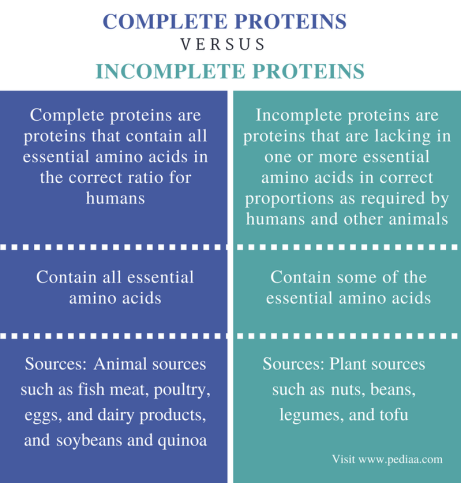 COMPLETE PROTEINS
VERSUS
INCOMPLETE PROTEINS
Complete proteins are
proteins that contain all
essential amino acids in
the correct ratio for
humans
Incomplete proteins are
proteins that are lacking in
one or more essential
amino acids in correct
proportions as required by
humans and other animals
Contain all essential
amino acids
Contain some of the
essential amino acids
Sources: Animal sources
such as fish meat, poultry,
eggs, and dairy products,
and soybeans and quinoa
Sources: Plant sources
such as nuts, beans,
legumes, and tofu
Visit www.pediaa.com